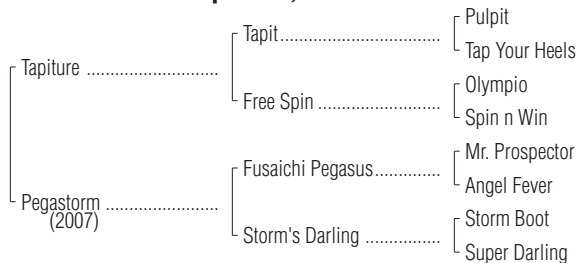 Tapiture
Pegastorm
(2007)
Tapit
Free Spin
Fusaichi Pegasus
Storm's Darling
Pulpit
Tap Your Heels
Olympio
Spin n Win
Mr. Prospector
Angel Fever
Storm Boot
Super Darling